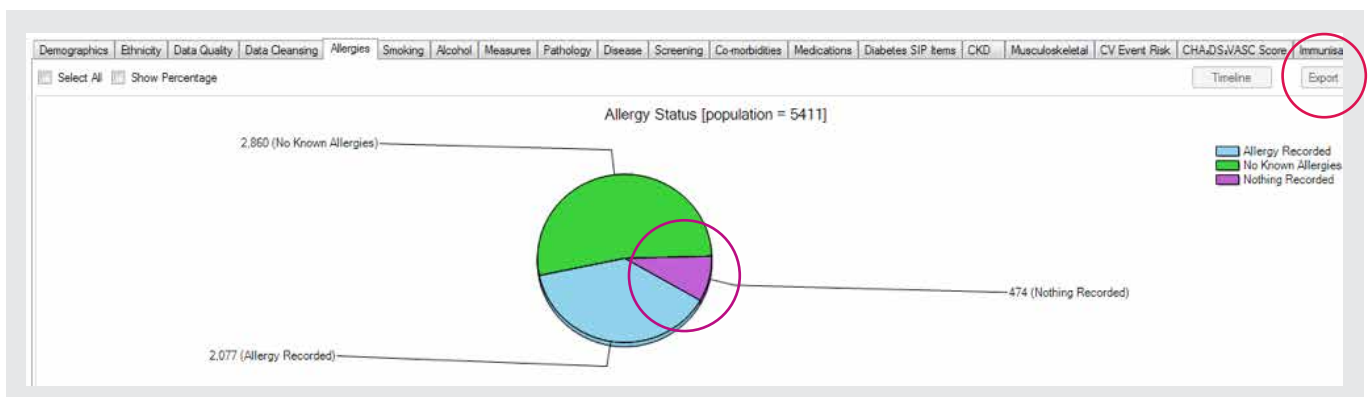 Demographics Ethnicity Data Quality Data Cleansing Allergies Smoking Alcohol Measures Pathology Disease Screening Co-morbidities Medications Diabetes SIP Items CKD Musculoskeletal CV Event Risk CHA₂DS₂VASC Score Immunisa
Select All Show Percentage Timeline Export
Allergy Status [population = 5411]
2,860 (No Known Allergies)
Allergy Recorded
No Known Allergies
Nothing Recorded
474 (Nothing Recorded)
2,077 (Allergy Recorded)